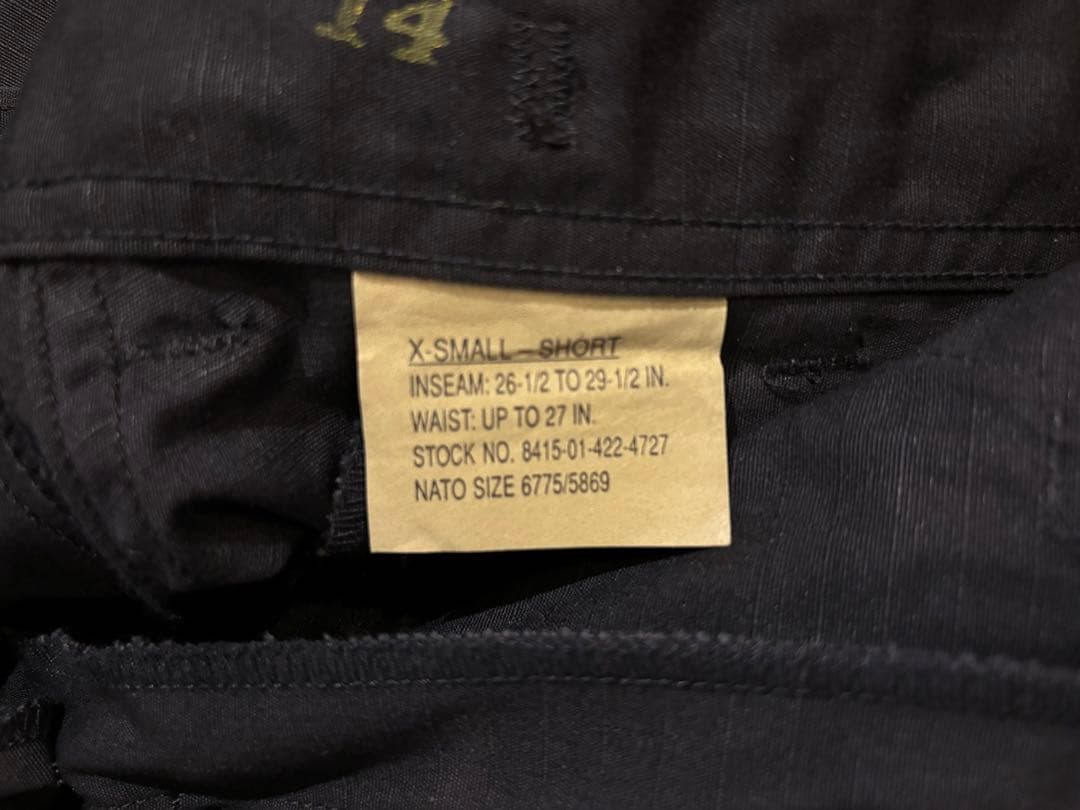 14
X-SMALL – SHORT
INSEAM: 26-1/2 TO 29-1/2 IN.
WAIST: UP TO 27 IN.
STOCK NO. 8415-01-422-4727
NATO SIZE 6775/5869